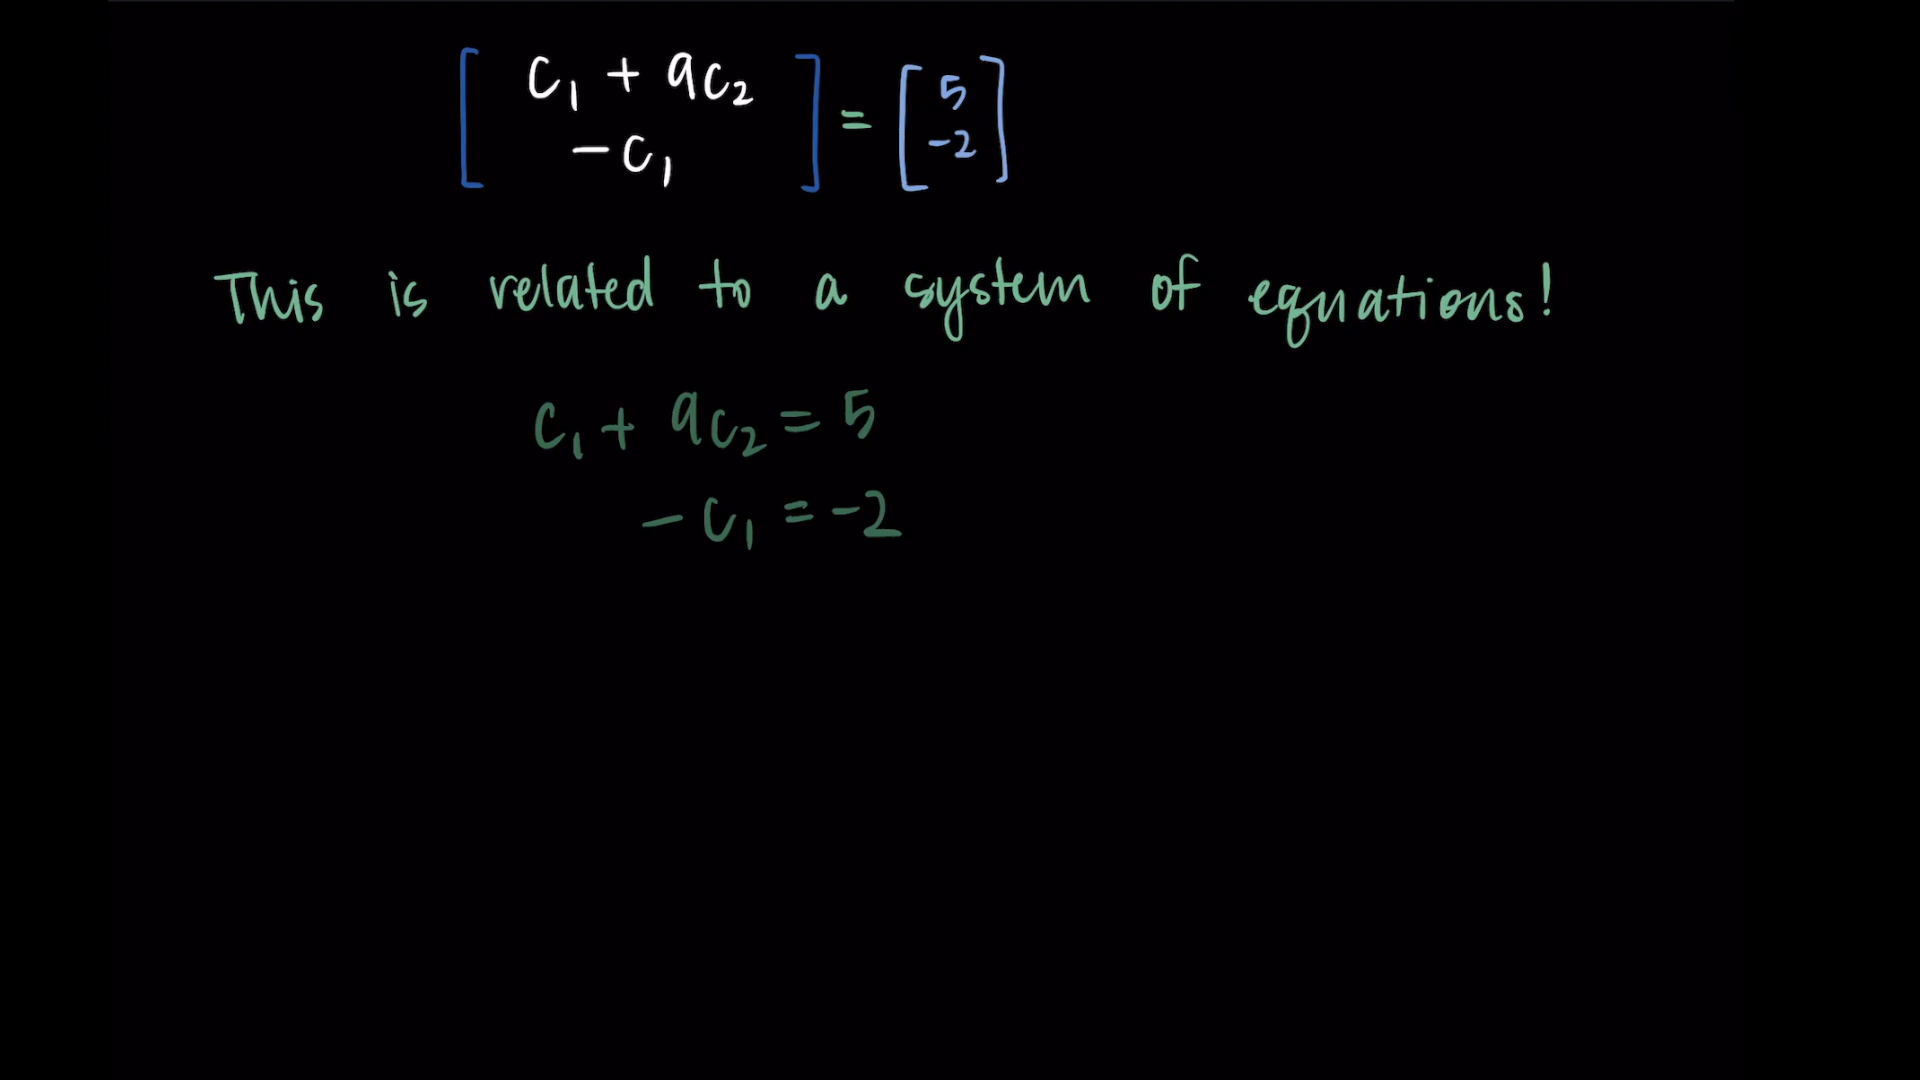 [ c₁ + 9c₂ ] = [ 5 ]
[ -c₁ ] [ -2 ]
This is related to a system of equations!
c₁ + 9c₂ = 5
-c₁ = -2